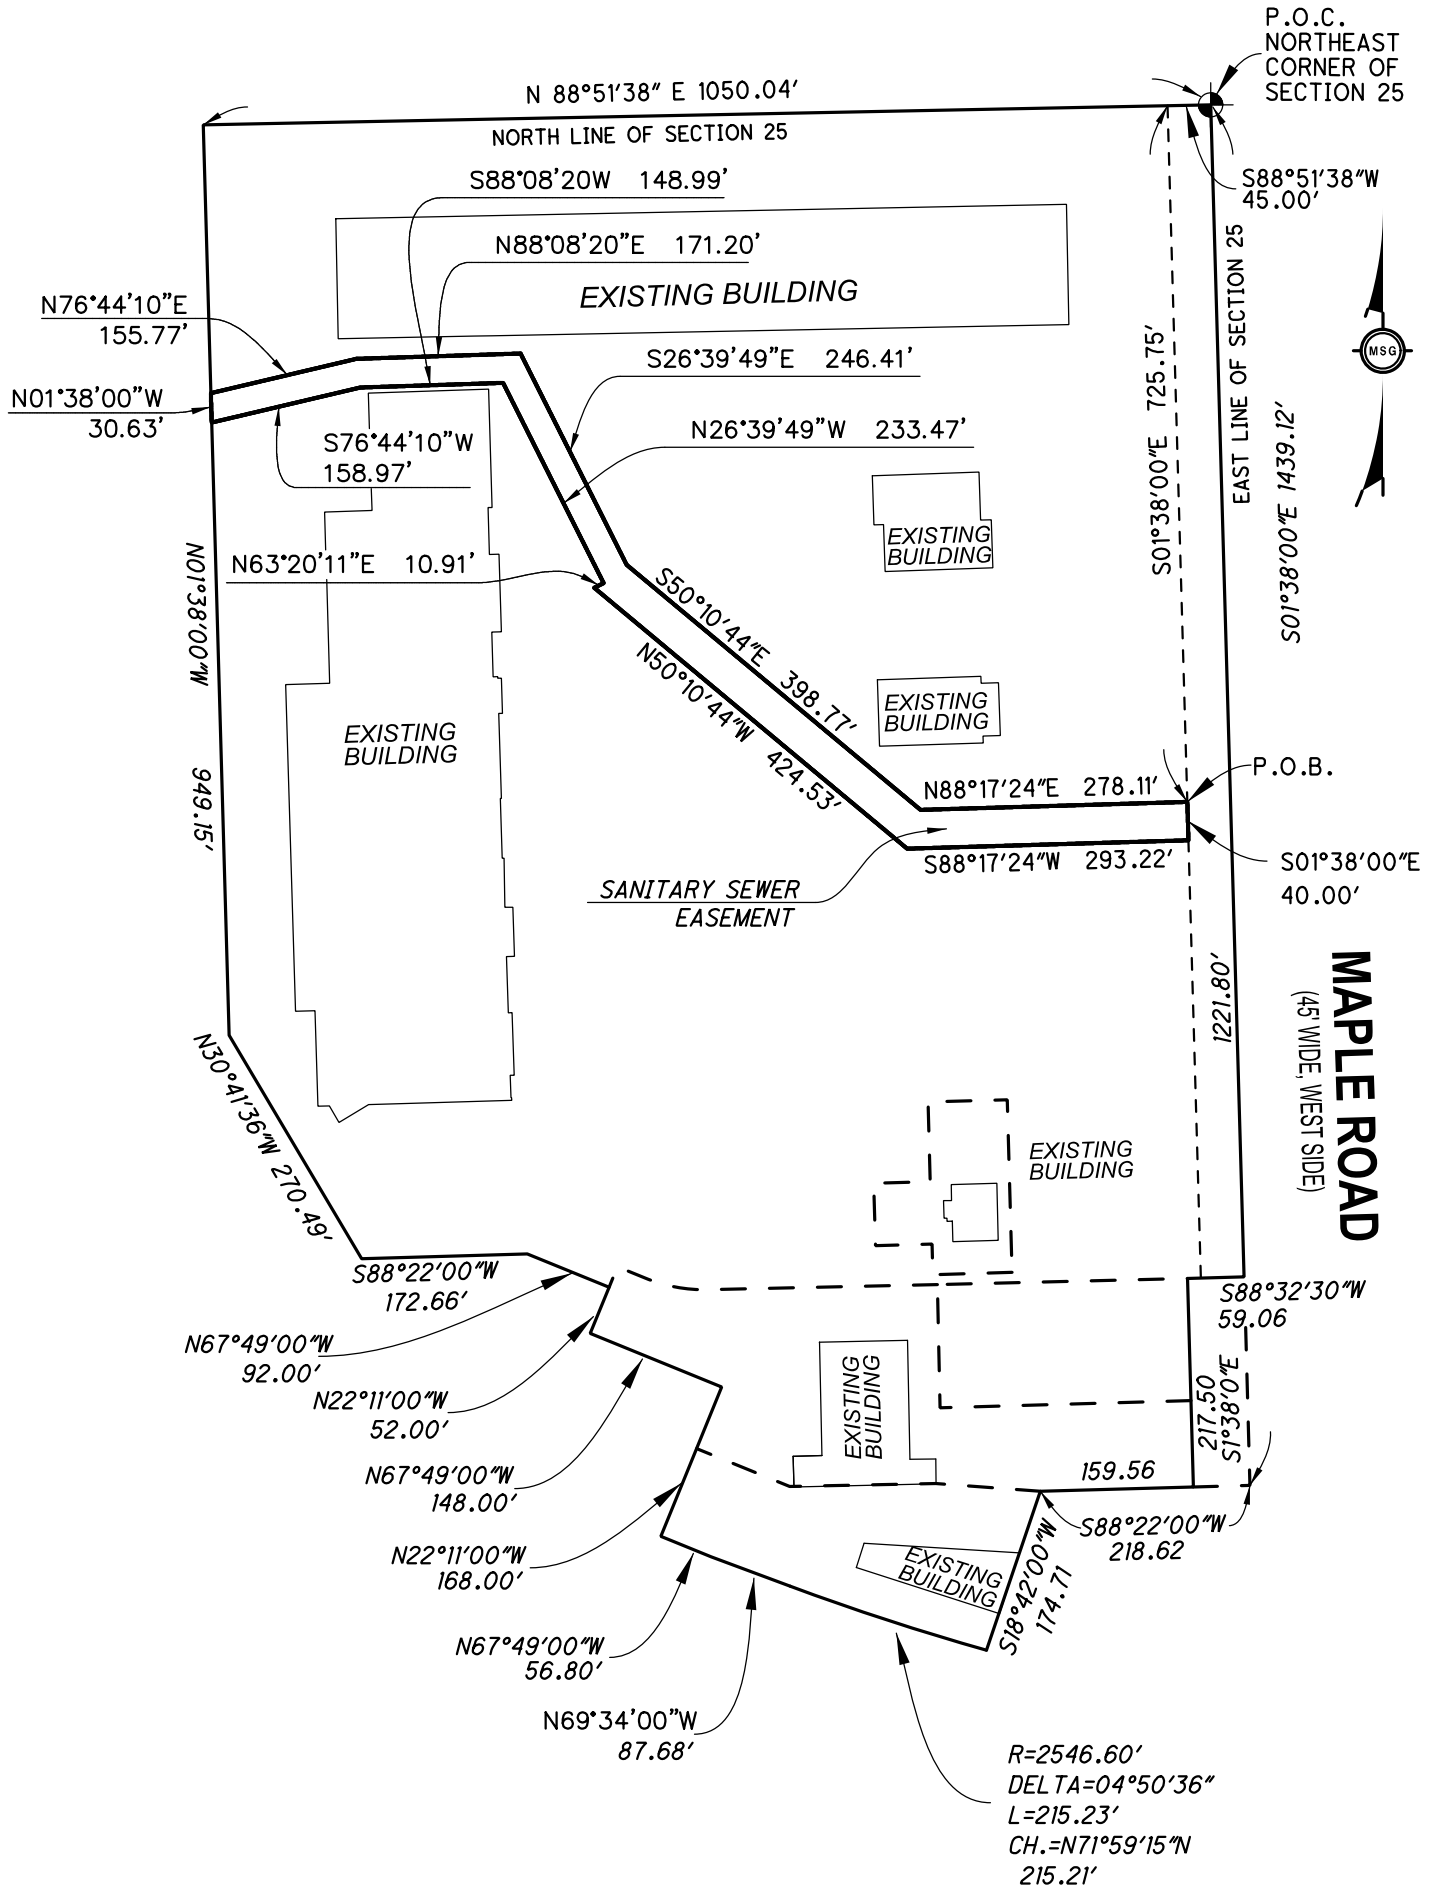 P.O.C.
NORTHEAST
CORNER OF
SECTION 25
N 88°51'38" E 1050.04'
NORTH LINE OF SECTION 25
S88°51'38"W
45.00'
S88°08'20W 148.99'
N88°08'20"E 171.20'
EXISTING BUILDING
N76°44'10"E
155.77'
S26°39'49"E 246.41'
N01°38'00"W
30.63'
N26°39'49"W 233.47'
S76°44'10"W
158.97'
S01°38'00"E 725.75'
EAST LINE OF SECTION 25
S01°38'00"E 1439.12'
MSG
EXISTING
BUILDING
N63°20'11"E 10.91'
N01°38'00"W 949.15'
S50°10'44"E 398.77'
N50°10'44"W 424.53'
EXISTING
BUILDING
EXISTING
BUILDING
P.O.B.
N88°17'24"E 278.11'
S88°17'24"W 293.22'
S01°38'00"E
40.00'
SANITARY SEWER
EASEMENT
1221.80'
MAPLE ROAD
(45' WIDE, WEST SIDE)
N30°41'36"W 270.49'
EXISTING
BUILDING
S88°22'00"W
172.66'
S88°32'30"W
59.06
N67°49'00"W
92.00'
N22°11'00"W
52.00'
EXISTING
BUILDING
217.50
S1°38'0"E
N67°49'00"W
148.00'
159.56
S88°22'00"W
218.62
N22°11'00"W
168.00'
EXISTING
BUILDING
S18°42'00"W
174.71
N67°49'00"W
56.80'
N69°34'00"W
87.68'
R=2546.60'
DELTA=04°50'36"
L=215.23'
CH.=N71°59'15"N
215.21'